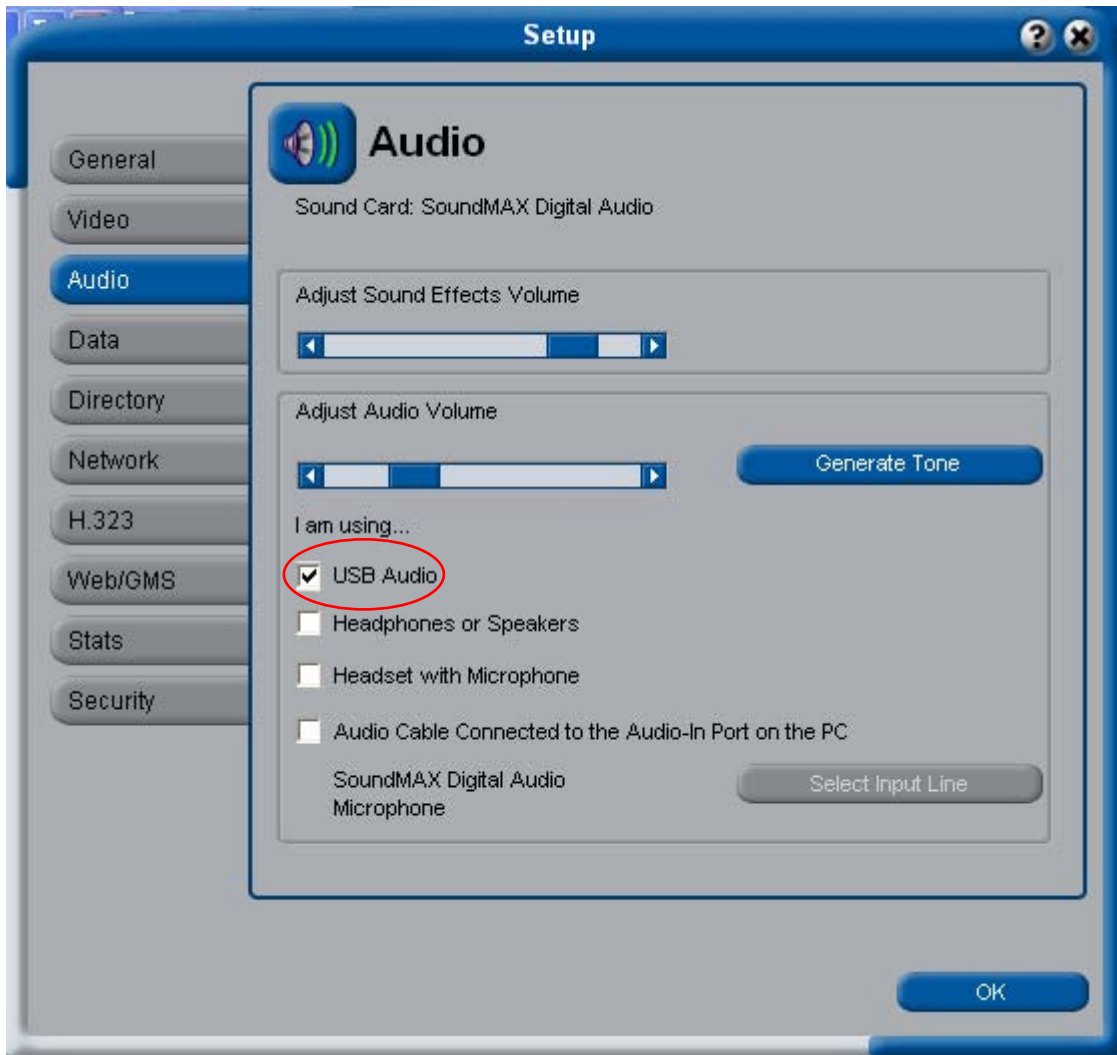 Setup
General
Video
Audio
Data
Directory
Network
H.323
Web/GMS
Stats
Security
Audio
Sound Card: SoundMAX Digital Audio
Adjust Sound Effects Volume
Adjust Audio Volume
Generate Tone
I am using...
USB Audio
Headphones or Speakers
Headset with Microphone
Audio Cable Connected to the Audio-In Port on the PC
SoundMAX Digital Audio
Microphone
Select Input Line
OK